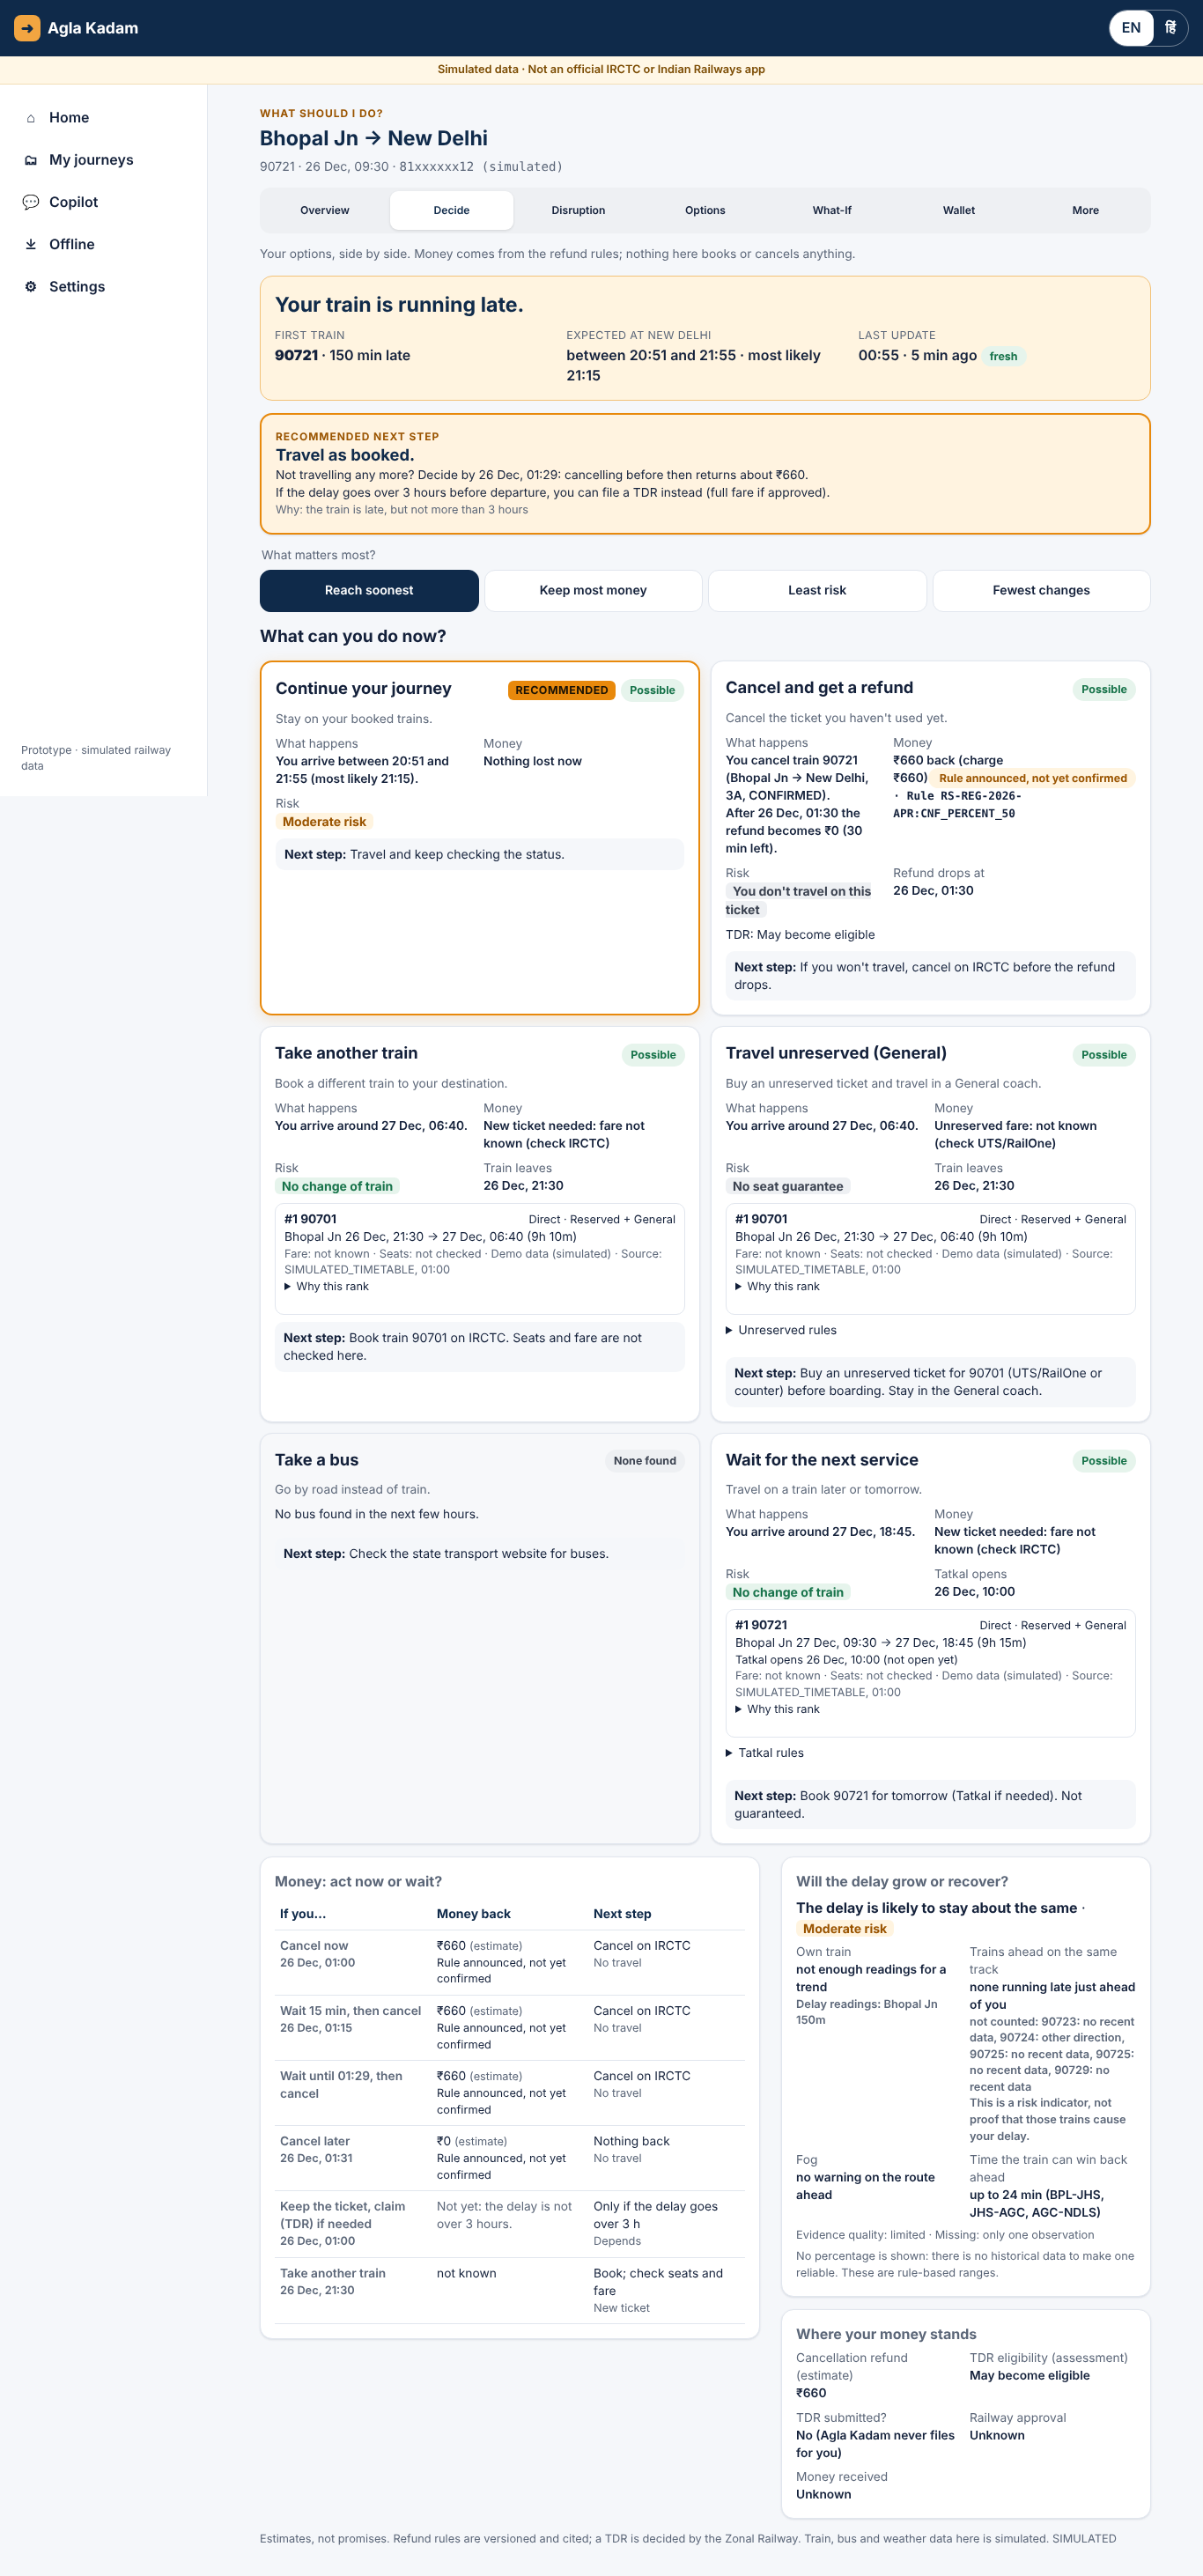 Agla Kadam
EN
हिं
Simulated data · Not an official IRCTC or Indian Railways app
Home
My journeys
Copilot
Offline
Settings
Prototype · simulated railway
data
WHAT SHOULD I DO?
Bhopal Jn → New Delhi
90721 · 26 Dec, 09:30 · 81xxxxxx12 (simulated)
Overview
Decide
Disruption
Options
What-If
Wallet
More
Your options, side by side. Money comes from the refund rules; nothing here books or cancels anything.
Your train is running late.
FIRST TRAIN
90721 · 150 min late
EXPECTED AT NEW DELHI
between 20:51 and 21:55 · most likely
21:15
LAST UPDATE
00:55 · 5 min ago fresh
RECOMMENDED NEXT STEP
Travel as booked.
Not travelling any more? Decide by 26 Dec, 01:29: cancelling before then returns about ₹660.
If the delay goes over 3 hours before departure, you can file a TDR instead (full fare if approved).
Why: the train is late, but not more than 3 hours
What matters most?
Reach soonest
Keep most money
Least risk
Fewest changes
What can you do now?
Continue your journey
RECOMMENDED
Possible
Stay on your booked trains.
What happens
You arrive between 20:51 and
21:55 (most likely 21:15).
Money
Nothing lost now
Risk
Moderate risk
Next step: Travel and keep checking the status.
Cancel and get a refund
Possible
Cancel the ticket you haven't used yet.
What happens
You cancel train 90721
(Bhopal Jn → New Delhi,
3A, CONFIRMED).
After 26 Dec, 01:30 the
refund becomes ₹0 (30
min left).
Money
₹660 back (charge
₹660) Rule announced, not yet confirmed
· Rule RS-REG-2026-
APR:CNF_PERCENT_50
Risk
You don't travel on this
ticket
Refund drops at
26 Dec, 01:30
TDR: May become eligible
Next step: If you won't travel, cancel on IRCTC before the refund
drops.
Take another train
Possible
Book a different train to your destination.
What happens
You arrive around 27 Dec, 06:40.
Money
New ticket needed: fare not
known (check IRCTC)
Risk
No change of train
Train leaves
26 Dec, 21:30
#1 90701
Direct · Reserved + General
Bhopal Jn 26 Dec, 21:30 → 27 Dec, 06:40 (9h 10m)
Fare: not known · Seats: not checked · Demo data (simulated) · Source:
SIMULATED_TIMETABLE, 01:00
Why this rank
Next step: Book train 90701 on IRCTC. Seats and fare are not
checked here.
Travel unreserved (General)
Possible
Buy an unreserved ticket and travel in a General coach.
What happens
You arrive around 27 Dec, 06:40.
Money
Unreserved fare: not known
(check UTS/RailOne)
Risk
No seat guarantee
Train leaves
26 Dec, 21:30
#1 90701
Direct · Reserved + General
Bhopal Jn 26 Dec, 21:30 → 27 Dec, 06:40 (9h 10m)
Fare: not known · Seats: not checked · Demo data (simulated) · Source:
SIMULATED_TIMETABLE, 01:00
Why this rank
Unreserved rules
Next step: Buy an unreserved ticket for 90701 (UTS/RailOne or
counter) before boarding. Stay in the General coach.
Take a bus
None found
Go by road instead of train.
No bus found in the next few hours.
Next step: Check the state transport website for buses.
Wait for the next service
Possible
Travel on a train later or tomorrow.
What happens
You arrive around 27 Dec, 18:45.
Money
New ticket needed: fare not
known (check IRCTC)
Risk
No change of train
Tatkal opens
26 Dec, 10:00
#1 90721
Direct · Reserved + General
Bhopal Jn 27 Dec, 09:30 → 27 Dec, 18:45 (9h 15m)
Tatkal opens 26 Dec, 10:00 (not open yet)
Fare: not known · Seats: not checked · Demo data (simulated) · Source:
SIMULATED_TIMETABLE, 01:00
Why this rank
Tatkal rules
Next step: Book 90721 for tomorrow (Tatkal if needed). Not
guaranteed.
Money: act now or wait?
If you...
Money back
Next step
Cancel now
26 Dec, 01:00
₹660 (estimate)
Rule announced, not yet
confirmed
Cancel on IRCTC
No travel
Wait 15 min, then cancel
26 Dec, 01:15
₹660 (estimate)
Rule announced, not yet
confirmed
Cancel on IRCTC
No travel
Wait until 01:29, then
cancel
₹660 (estimate)
Rule announced, not yet
confirmed
Cancel on IRCTC
No travel
Cancel later
26 Dec, 01:31
₹0 (estimate)
Rule announced, not yet
confirmed
Nothing back
No travel
Keep the ticket, claim
(TDR) if needed
26 Dec, 01:00
Not yet: the delay is not
over 3 hours.
Only if the delay goes
over 3 h
Depends
Take another train
26 Dec, 21:30
not known
Book; check seats and
fare
New ticket
Will the delay grow or recover?
The delay is likely to stay about the same ·
Moderate risk
Own train
not enough readings for a
trend
Delay readings: Bhopal Jn
150m
Trains ahead on the same
track
none running late just ahead
of you
not counted: 90723: no recent
data, 90724: other direction,
90725: no recent data, 90725:
no recent data, 90729: no
recent data
This is a risk indicator, not
proof that those trains cause
your delay.
Fog
no warning on the route
ahead
Time the train can win back
ahead
up to 24 min (BPL-JHS,
JHS-AGC, AGC-NDLS)
Evidence quality: limited · Missing: only one observation
No percentage is shown: there is no historical data to make one
reliable. These are rule-based ranges.
Where your money stands
Cancellation refund
(estimate)
₹660
TDR eligibility (assessment)
May become eligible
TDR submitted?
No (Agla Kadam never files
for you)
Railway approval
Unknown
Money received
Unknown
Estimates, not promises. Refund rules are versioned and cited; a TDR is decided by the Zonal Railway. Train, bus and weather data here is simulated. SIMULATED